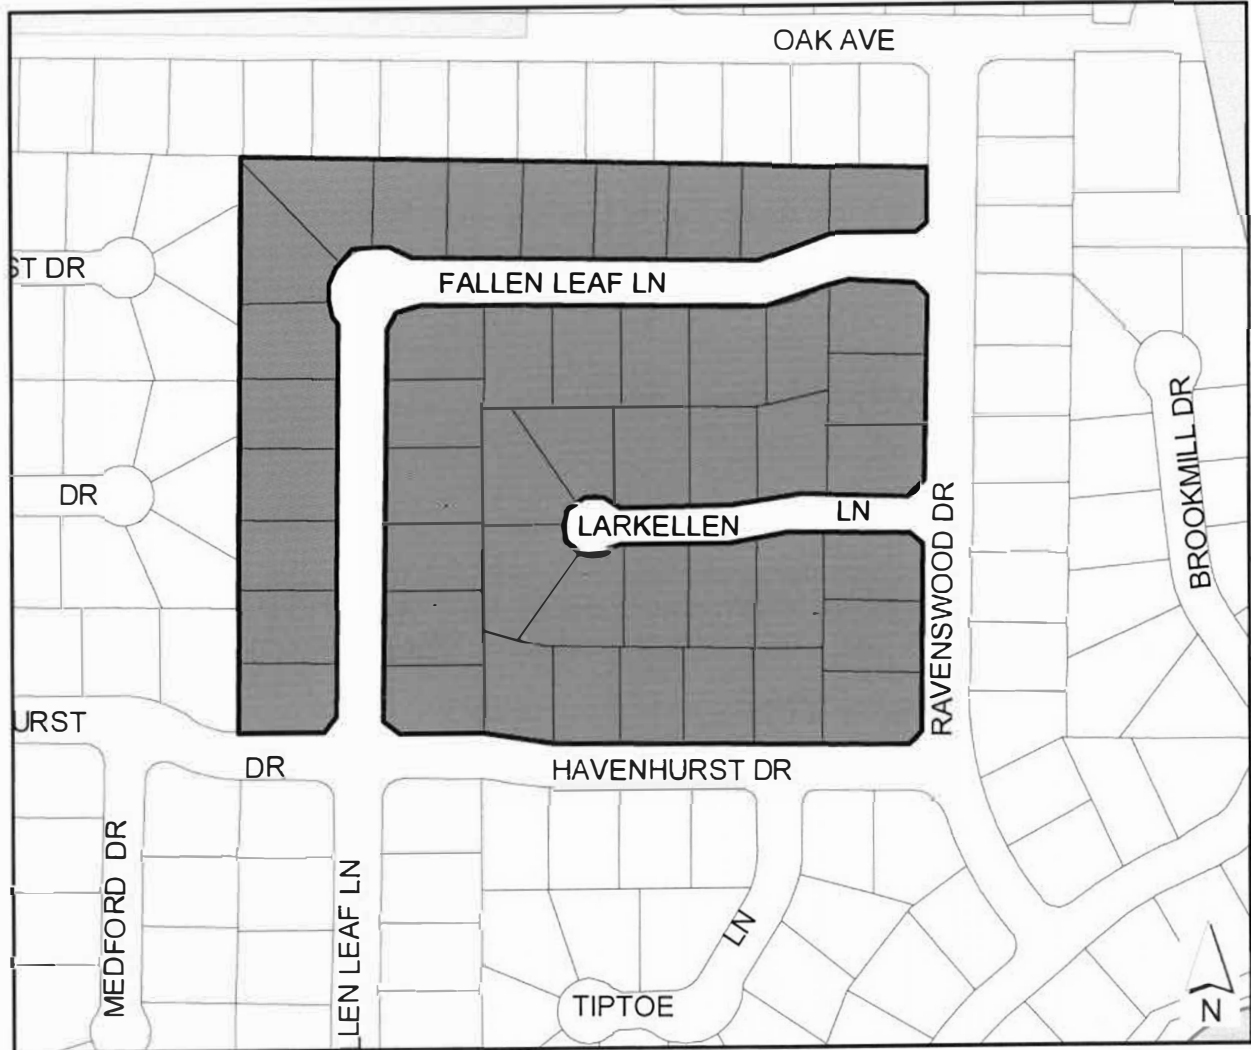 OAK AVE
ST DR
FALLEN LEAF LN
BROOKMILL DR
DR
LARKELLEN
LN
RAVENSWOOD DR
URST
DR
HAVENHURST DR
MEDFORD DR
LLEN LEAF LN
LN
TIPTOE
N